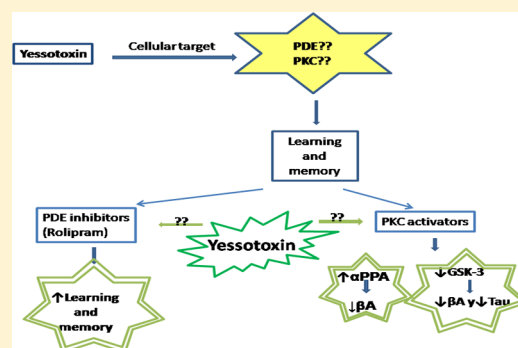 Yessotoxin
Cellular target
PDE??
PKC??
Learning
and
memory
PDE inhibitors
(Rolipram)
??
Yessotoxin
??
PKC activators
↑Learning
and
memory
↑αPPA
↓βA
↓GSK-3
↓βA y↓Tau